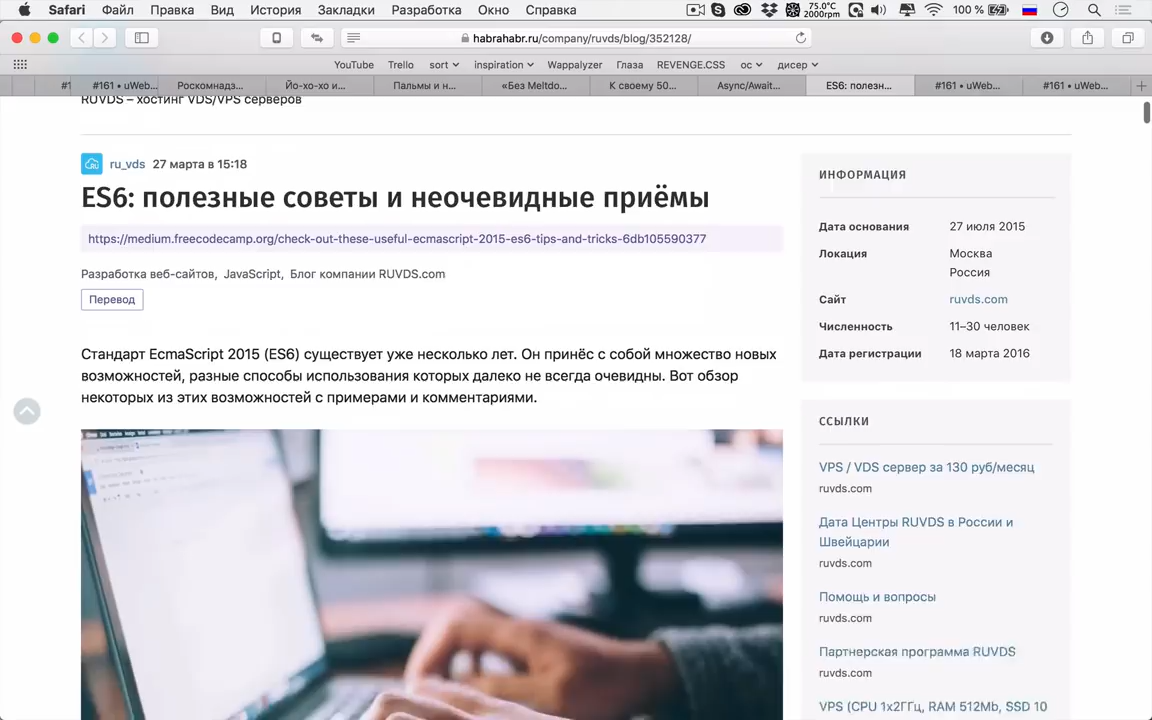 Safari Файл Правка Вид История Закладки Разработка Окно Справка 75.0°C 2000rpm 100 %
habrahabr.ru/company/ruvds/blog/352128/
YouTube Trello sort inspiration Wappalyzer Глаза REVENGE.CSS ос дисер
#1 #161 • uWeb... Роскомнадз... Йо-хо-хо и... Пальмы и н... «Без Meltdo... К своему 50... Async/Await... ES6: полезн... #161 • uWeb... #161 • uWeb...
RUVDS – хостинг VDS/VPS серверов
ru_vds 27 марта в 15:18
ES6: полезные советы и неочевидные приёмы
https://medium.freecodecamp.org/check-out-these-useful-ecmascript-2015-es6-tips-and-tricks-6db105590377
Разработка веб-сайтов, JavaScript, Блог компании RUVDS.com
Перевод
Стандарт EcmaScript 2015 (ES6) существует уже несколько лет. Он принёс с собой множество новых
возможностей, разные способы использования которых далеко не всегда очевидны. Вот обзор
некоторых из этих возможностей с примерами и комментариями.
ИНФОРМАЦИЯ
Дата основания 27 июля 2015
Локация Москва
Россия
Сайт ruvds.com
Численность 11–30 человек
Дата регистрации 18 марта 2016
ССЫЛКИ
VPS / VDS сервер за 130 руб/месяц
ruvds.com
Дата Центры RUVDS в России и
Швейцарии
ruvds.com
Помощь и вопросы
ruvds.com
Партнерская программа RUVDS
ruvds.com
VPS (CPU 1x2ГГц, RAM 512Mb, SSD 10